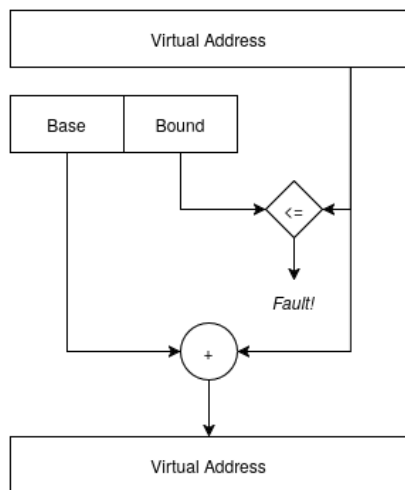 Virtual Address
Base
Bound
<=
Fault!
+
Virtual Address